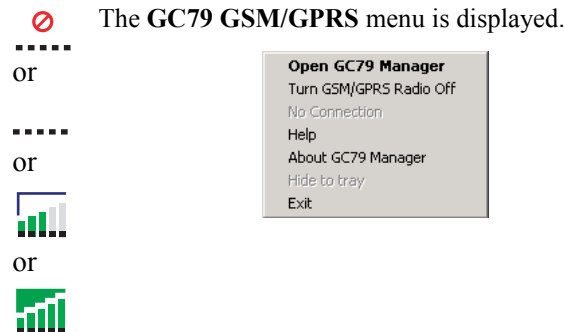 The GC79 GSM/GPRS menu is displayed.
or
or
or
Open GC79 Manager
Turn GSM/GPRS Radio Off
No Connection
Help
About GC79 Manager
Hide to tray
Exit